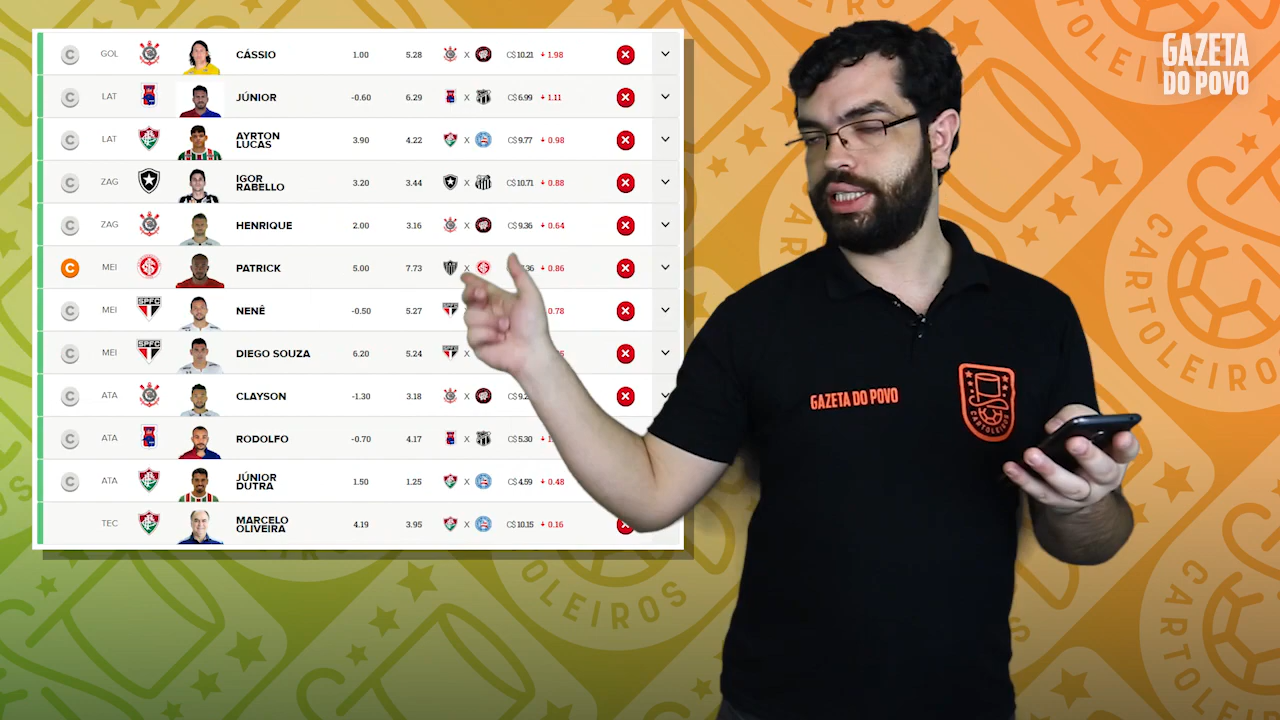 GAZETA
DO POVO
C GOL CÁSSIO 1.00 5.28 X C$ 10.21 1.98
C LAT JÚNIOR -0.60 6.29 X C$ 6.99 1.11
C LAT AYRTON LUCAS 3.90 4.22 X C$ 9.77 0.98
C ZAG IGOR RABELLO 3.20 3.44 X C$ 10.71 0.88
C ZAG HENRIQUE 2.00 3.16 X C$ 9.36 0.64
C MEI PATRICK 5.00 7.73 X 0.86
C MEI SPFC NENÊ -0.50 5.27 SPFC 0.78
C MEI SPFC DIEGO SOUZA 6.20 5.24 SPFC X
C ATA CLAYSON -1.30 3.18 X
C ATA RODOLFO -0.70 4.17 X C$ 5.30
C ATA JÚNIOR DUTRA 1.50 1.25 X C$ 4.59 0.48
TEC MARCELO OLIVEIRA 4.19 3.95 X C$ 10.15 0.16
GAZETA DO POVO
CARTOLEIROS
CARTOLEIROS